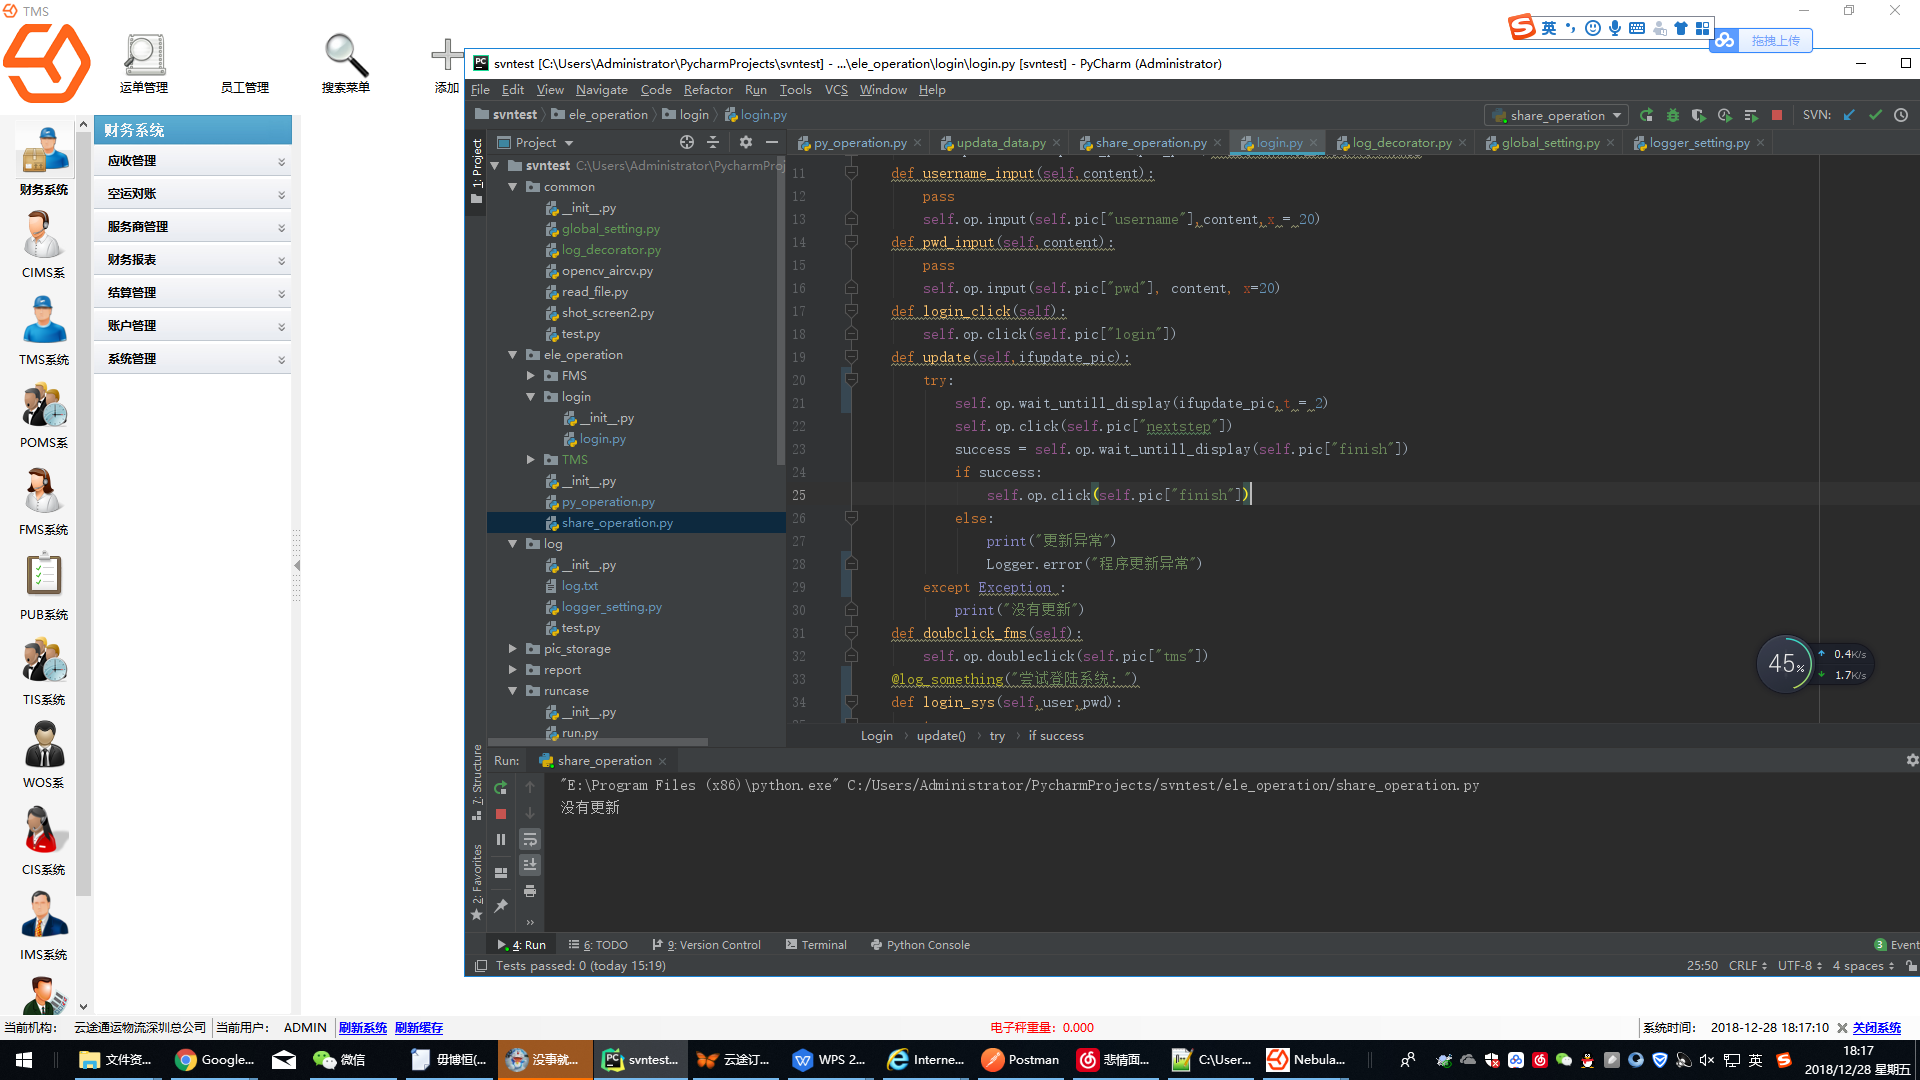 TMS
运单管理
员工管理
搜索菜单
添加
英
拖拽上传
svntest [C:\Users\Administrator\PycharmProjects\svntest] - ...\ele_operation\login\login.py [svntest] - PyCharm (Administrator)
File Edit View Navigate Code Refactor Run Tools VCS Window Help
svntest ele_operation login login.py
share_operation
SVN:
Project
py_operation.py
updata_data.py
share_operation.py
login.py
log_decorator.py
global_setting.py
logger_setting.py
财务系统
应收管理
空运对账
服务商管理
财务报表
结算管理
账户管理
系统管理
财务系统
CIMS系
TMS系统
POMS系
FMS系统
PUB系统
TIS系统
WOS系
CIS系统
IMS系统
1: Project
7: Structure
2: Favorites
svntest C:\Users\Administrator\PycharmProj
common
__init__.py
global_setting.py
log_decorator.py
opencv_aircv.py
read_file.py
shot_screen2.py
test.py
ele_operation
FMS
login
__init__.py
login.py
TMS
__init__.py
py_operation.py
share_operation.py
log
__init__.py
log.txt
logger_setting.py
test.py
pic_storage
report
runcase
__init__.py
run.py
11 def username_input(self,content):
12 pass
13 self.op.input(self.pic["username"],content,x = 20)
14 def pwd_input(self,content):
15 pass
16 self.op.input(self.pic["pwd"], content, x=20)
17 def login_click(self):
18 self.op.click(self.pic["login"])
19 def update(self,ifupdate_pic):
20 try:
21 self.op.wait_untill_display(ifupdate_pic,t = 2)
22 self.op.click(self.pic["nextstep"])
23 success = self.op.wait_untill_display(self.pic["finish"])
24 if success:
25 self.op.click(self.pic["finish"])
26 else:
27 print("更新异常")
28 Logger.error("程序更新异常")
29 except Exception :
30 print("没有更新")
31 def doubclick_fms(self):
32 self.op.doubleclick(self.pic["tms"])
33 @log_something("尝试登陆系统：")
34 def login_sys(self,user,pwd):
45%
0.4K/s
1.7K/s
Login update() try if success
Run: share_operation
"E:\Program Files (x86)\python.exe" C:/Users/Administrator/PycharmProjects/svntest/ele_operation/share_operation.py
没有更新
4: Run 6: TODO 9: Version Control Terminal Python Console 3 Event
Tests passed: 0 (today 15:19) 25:50 CRLF UTF-8 4 spaces
当前机构： 云途通运物流深圳总公司 当前用户： ADMIN 刷新系统 刷新缓存 电子秤重量：0.000 系统时间： 2018-12-28 18:17:10 关闭系统
文件资... Google... 微信 毋博恒(... 没事就... svntest... 云途订... WPS 2... Interne... Postman 悲情面... C:\User... Nebula... 英
18:17
2018/12/28 星期五